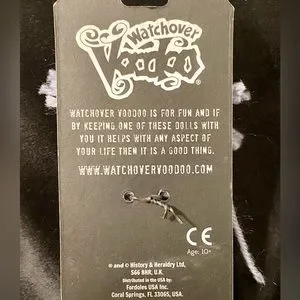 Watchover
VooDoo®
WATCHOVER VOODOO IS FOR FUN AND IF
BY KEEPING ONE OF THESE DOLLS WITH
YOU IT HELPS WITH ANY ASPECT OF
YOUR LIFE THEN IT IS A GOOD THING.
WWW.WATCHOVERVOODOO.COM
CE
Age: 10+
® and © History & Heraldry Ltd,
S66 8HR, U.K.
Distributed in the USA by:
Fordoles USA Inc.
Coral Springs, FL 33065, USA.